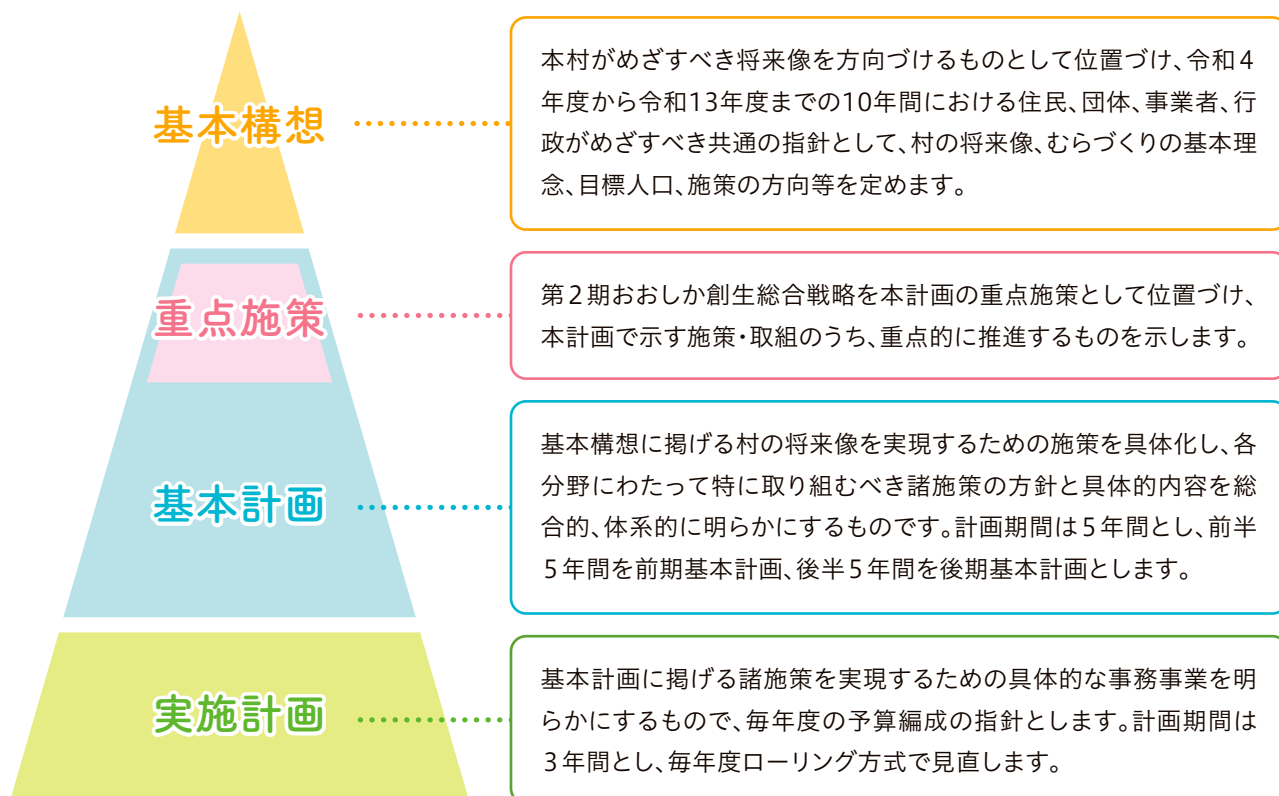 基本構想
本村がめざすべき将来像を方向づけるものとして位置づけ、令和4
年度から令和13年度までの10年間における住民、団体、事業者、行
政がめざすべき共通の指針として、村の将来像、むらづくりの基本理
念、目標人口、施策の方向等を定めます。
重点施策
第2期おおしか創生総合戦略を本計画の重点施策として位置づけ、
本計画で示す施策・取組のうち、重点的に推進するものを示します。
基本計画
基本構想に掲げる村の将来像を実現するための施策を具体化し、各
分野にわたって特に取り組むべき諸施策の方針と具体的内容を総
合的、体系的に明らかにするものです。計画期間は5年間とし、前半
5年間を前期基本計画、後半5年間を後期基本計画とします。
実施計画
基本計画に掲げる諸施策を実現するための具体的な事務事業を明
らかにするもので、毎年度の予算編成の指針とします。計画期間は
3年間とし、毎年度ローリング方式で見直します。